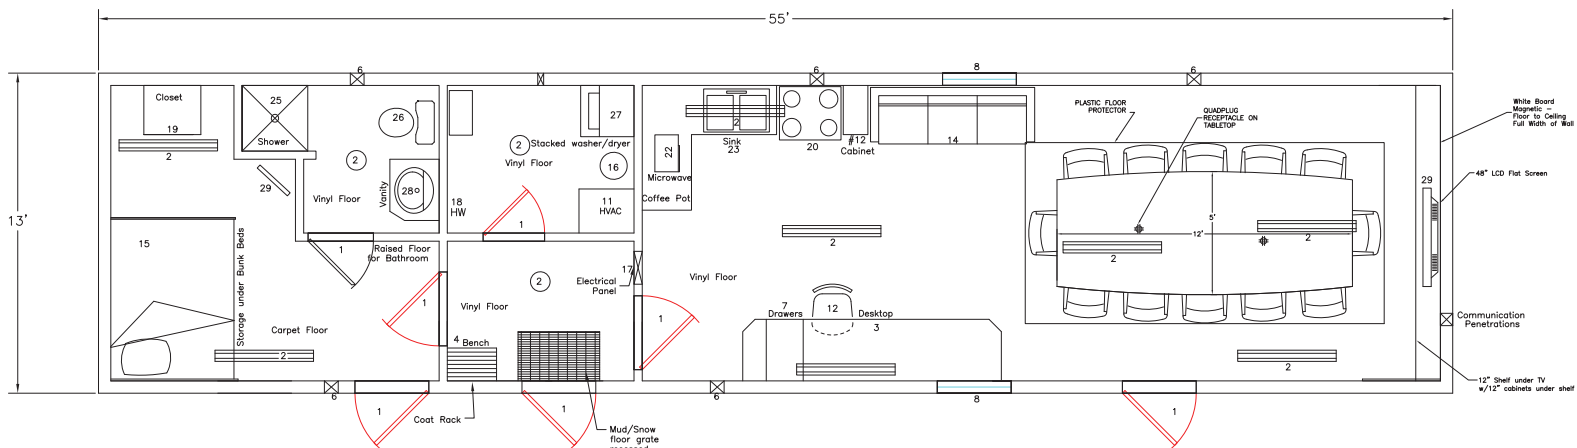 55'
13'
6
6
8
6
Closet
19
2
25
Shower
26
2
Vinyl Floor
Vanity
28
29
27
2
Stacked washer/dryer
Vinyl Floor
16
18
HW
11
HVAC
1
2
Sink
23
22
Microwave
Coffee Pot
20
#12
Cabinet
14
PLASTIC FLOOR
PROTECTOR
QUADPLUG
RECEPTACLE ON
TABLETOP
White Board
Magnetic –
Floor to Ceiling
Full Width of Wall
48" LCD Flat Screen
29
5'
12'
2
2
2
15
Storage under Bunk Beds
1
Raised Floor
for Bathroom
Carpet Floor
2
1
2
Vinyl Floor
17
Electrical
Panel
Vinyl Floor
1
7
Drawers
12
Desktop
3
2
2
4
Bench
Communication
Penetrations
12" Shelf under TV
w/12" cabinets under shelf
6
1
Coat Rack
1
Mud/Snow
floor grate
6
8
1